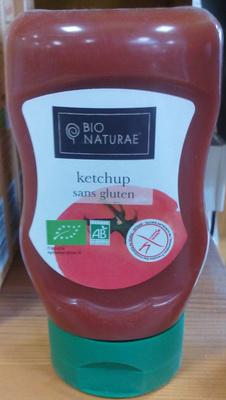 BIO
NATURAE
ketchup
sans gluten
AB